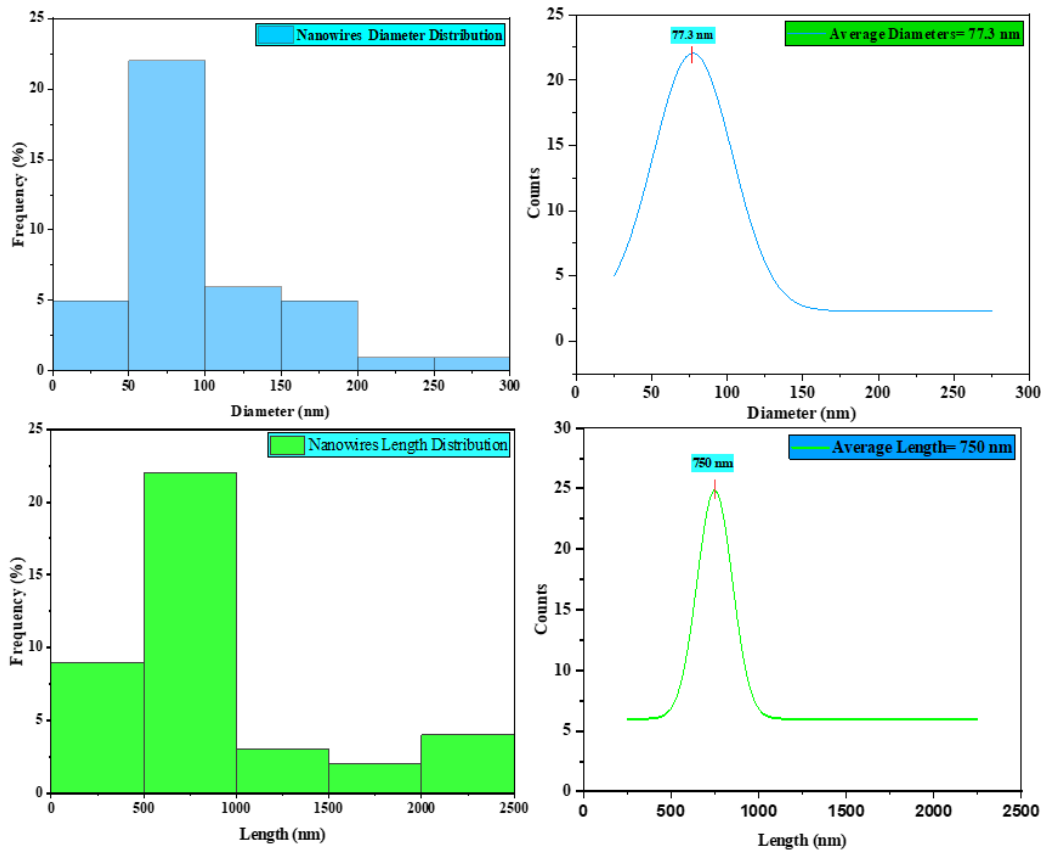 25
20
15
10
5
0
Frequency (%)
Nanowires Diameter Distribution
0 50 100 150 200 250 300
Diameter (nm)
25
20
15
10
5
0
Counts
77.3 nm
Average Diameters= 77.3 nm
0 50 100 150 200 250 300
Diameter (nm)
25
20
15
10
5
0
Frequency (%)
Nanowires Length Distribution
0 500 1000 1500 2000 2500
Length (nm)
30
25
20
15
10
5
0
Counts
750 nm
Average Length= 750 nm
0 500 1000 1500 2000 2500
Length (nm)